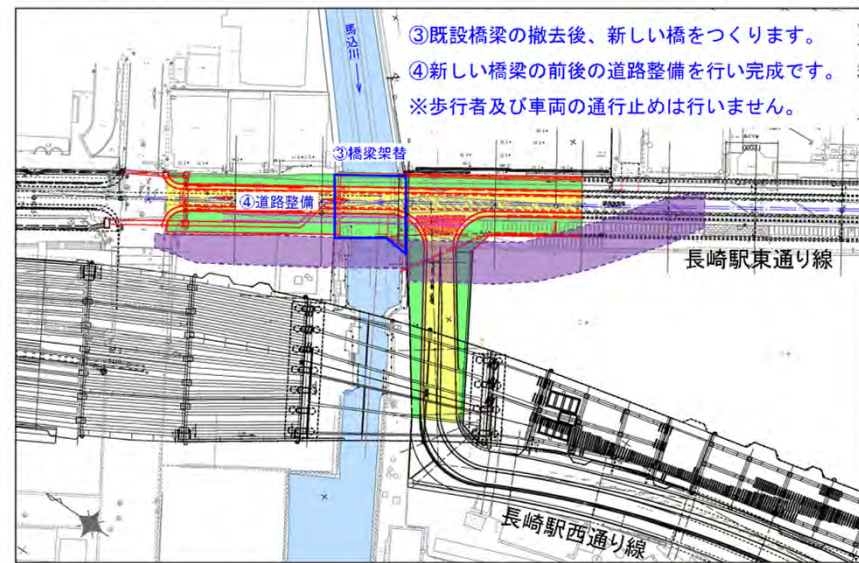 ③既設橋梁の撤去後、新しい橋をつくります。
④新しい橋梁の前後の道路整備を行い完成です。
※歩行者及び車両の通行止めは行いません。
馬込川
③橋梁架替
④道路整備
長崎駅東通り線
長崎駅西通り線